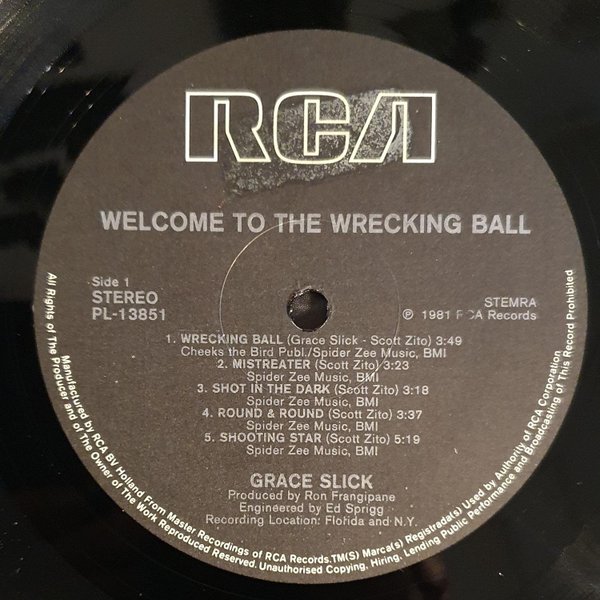 RCA
WELCOME TO THE WRECKING BALL
Side 1
STEREO
PL-13851
STEMRA
℗ 1981 RCA Records
1. WRECKING BALL (Grace Slick - Scott Zito) 3:49
Cheeks the Bird Publ./Spider Zee Music, BMI
2. MISTREATER (Scott Zito) 3:23
Spider Zee Music, BMI
3. SHOT IN THE DARK (Scott Zito) 3:18
Spider Zee Music, BMI
4. ROUND & ROUND (Scott Zito) 3:37
Spider Zee Music, BMI
5. SHOOTING STAR (Scott Zito) 5:19
Spider Zee Music, BMI
GRACE SLICK
Produced by Ron Frangipane
Engineered by Ed Sprigg
Recording Location: Florida and N.Y.
Manufactured by RCA BV Holland From Master Recordings of RCA Records.TM(S) Marca(s) Registrada(s) Used by Authority of RCA Corporation
All Rights of The Producer and of The Owner of The Work Reproduced Reserved. Unauthorised Copying, Hiring, Lending Public Performance and Broadcasting of This Record Prohibited